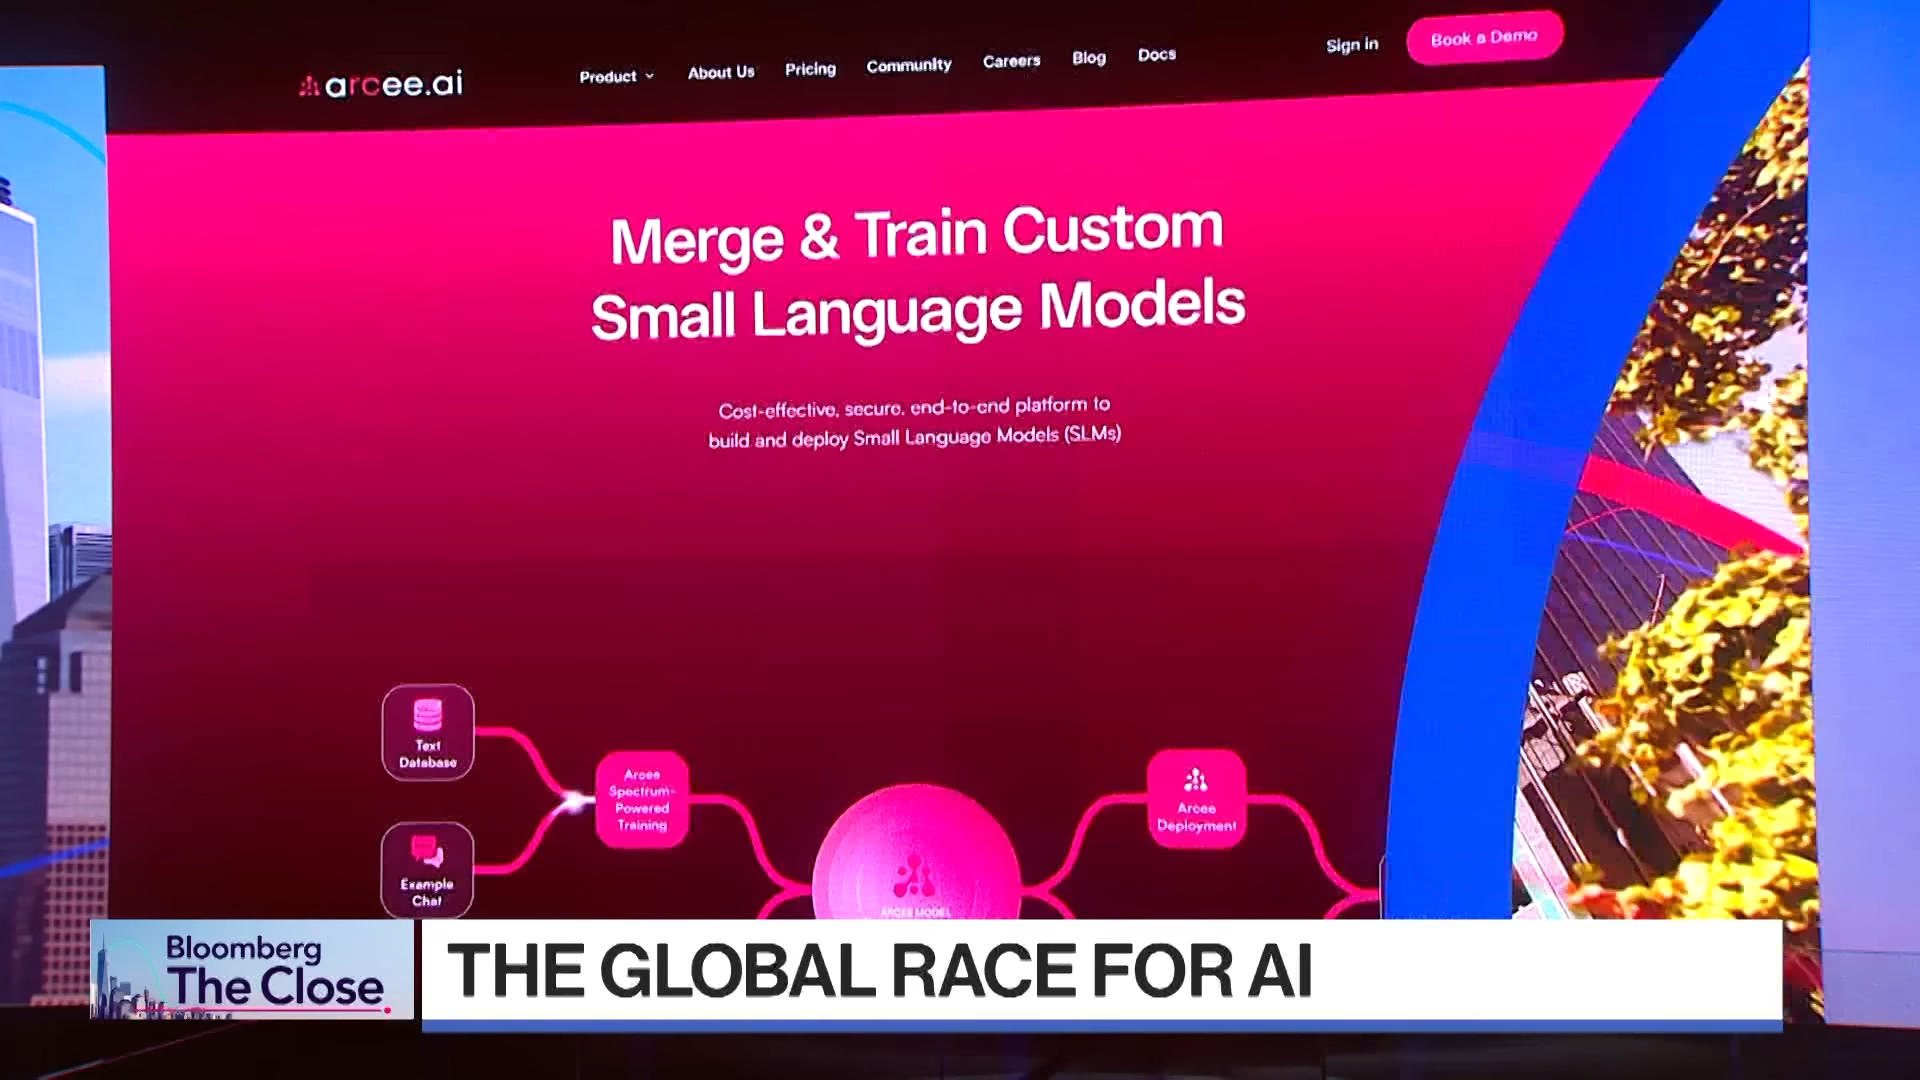 arcee.ai
Product
About Us
Pricing
Community
Careers
Blog
Docs
Sign in
Book a Demo
Merge & Train Custom
Small Language Models
Cost-effective, secure, end-to-end platform to
build and deploy Small Language Models (SLMs)
Text
Database
Arcee
Spectrum-
Powered
Training
Arcee
Deployment
Example
Chat
ARCEE MODEL
Bloomberg
The Close
THE GLOBAL RACE FOR AI